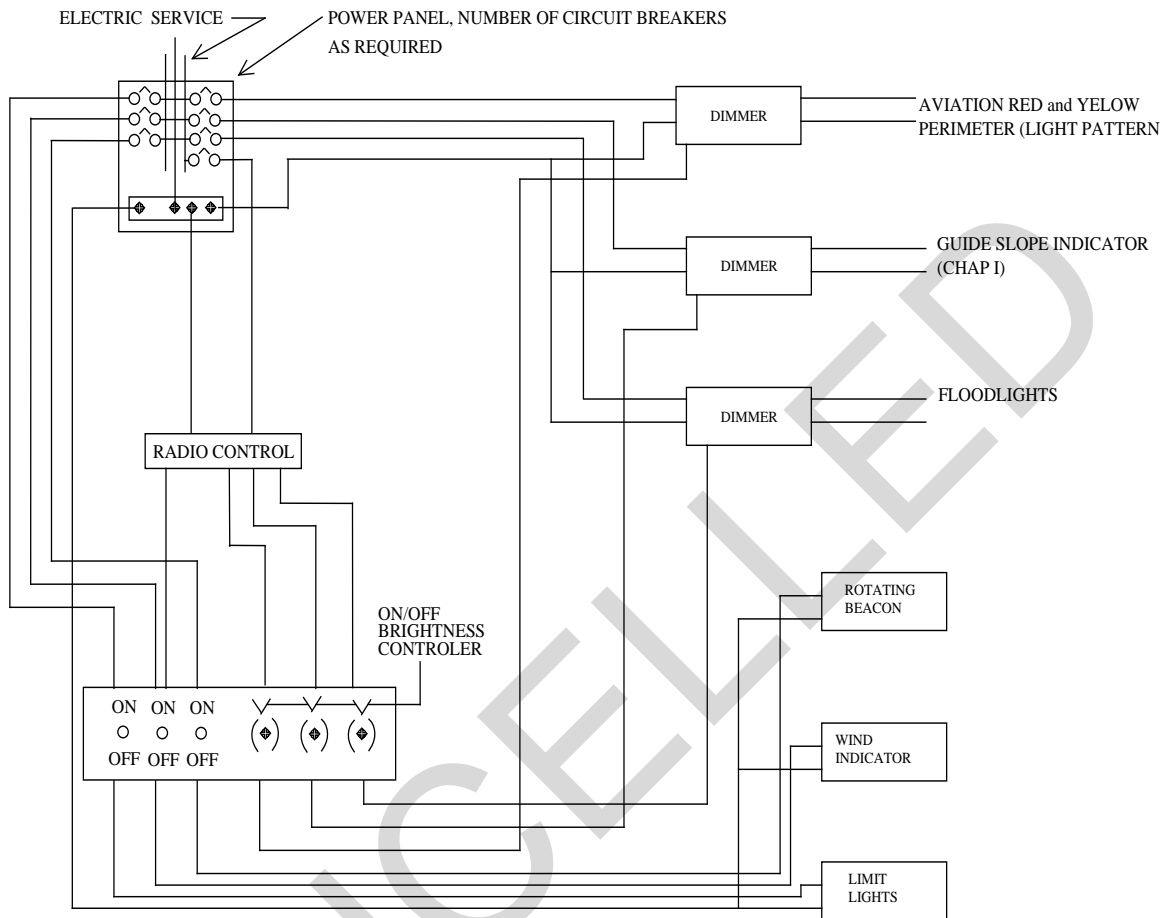 ELECTRIC SERVICE
POWER PANEL, NUMBER OF CIRCUIT BREAKERS
AS REQUIRED
DIMMER
AVIATION RED and YELOW
PERIMETER (LIGHT PATTERN
DIMMER
GUIDE SLOPE INDICATOR
(CHAP I)
DIMMER
FLOODLIGHTS
RADIO CONTROL
ROTATING
BEACON
ON/OFF
BRIGHTNESS
CONTROLER
ON ON ON
OFF OFF OFF
WIND
INDICATOR
LIMIT
LIGHTS
NCELLED